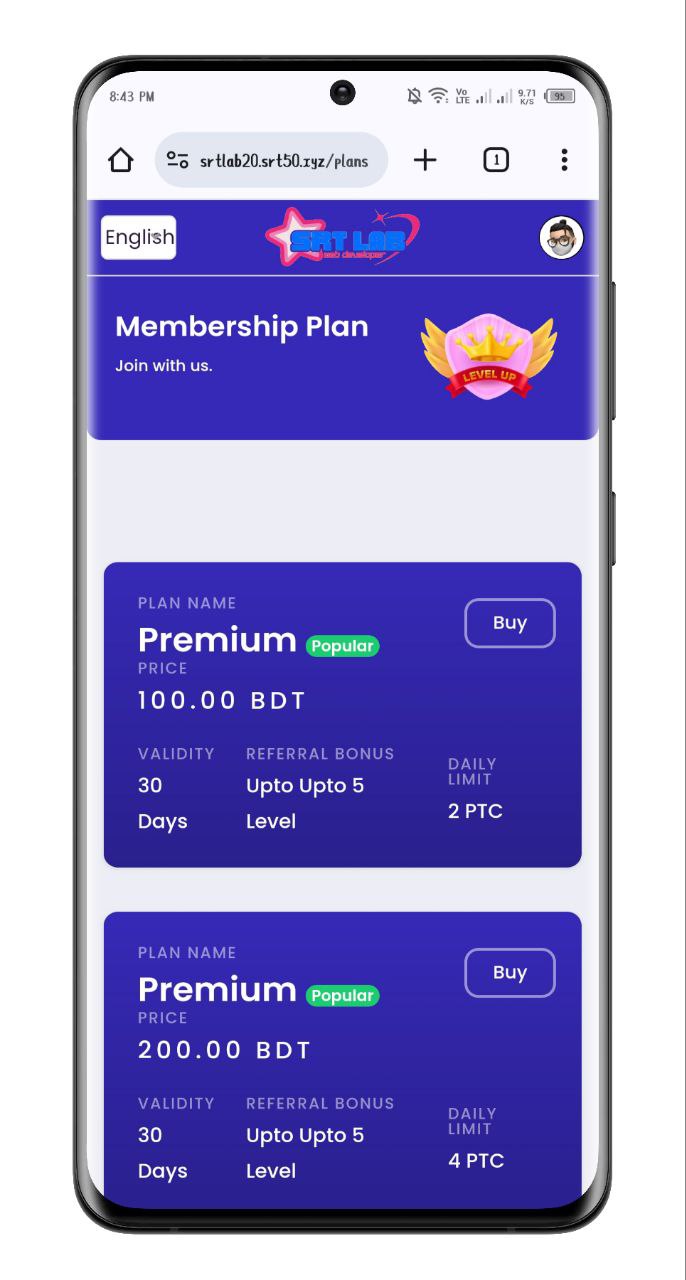 8:43 PM
Vo LTE
9.71 K/S
95
srtlab20.srt50.xyz/plans
1
English
SRT LAB
web developer
Membership Plan
Join with us.
LEVEL UP
PLAN NAME
Buy
Premium Popular
PRICE
100.00 BDT
VALIDITY REFERRAL BONUS DAILY LIMIT
30 Days
Upto Upto 5 Level
2 PTC
PLAN NAME
Buy
Premium Popular
PRICE
200.00 BDT
VALIDITY REFERRAL BONUS DAILY LIMIT
30 Days
Upto Upto 5 Level
4 PTC